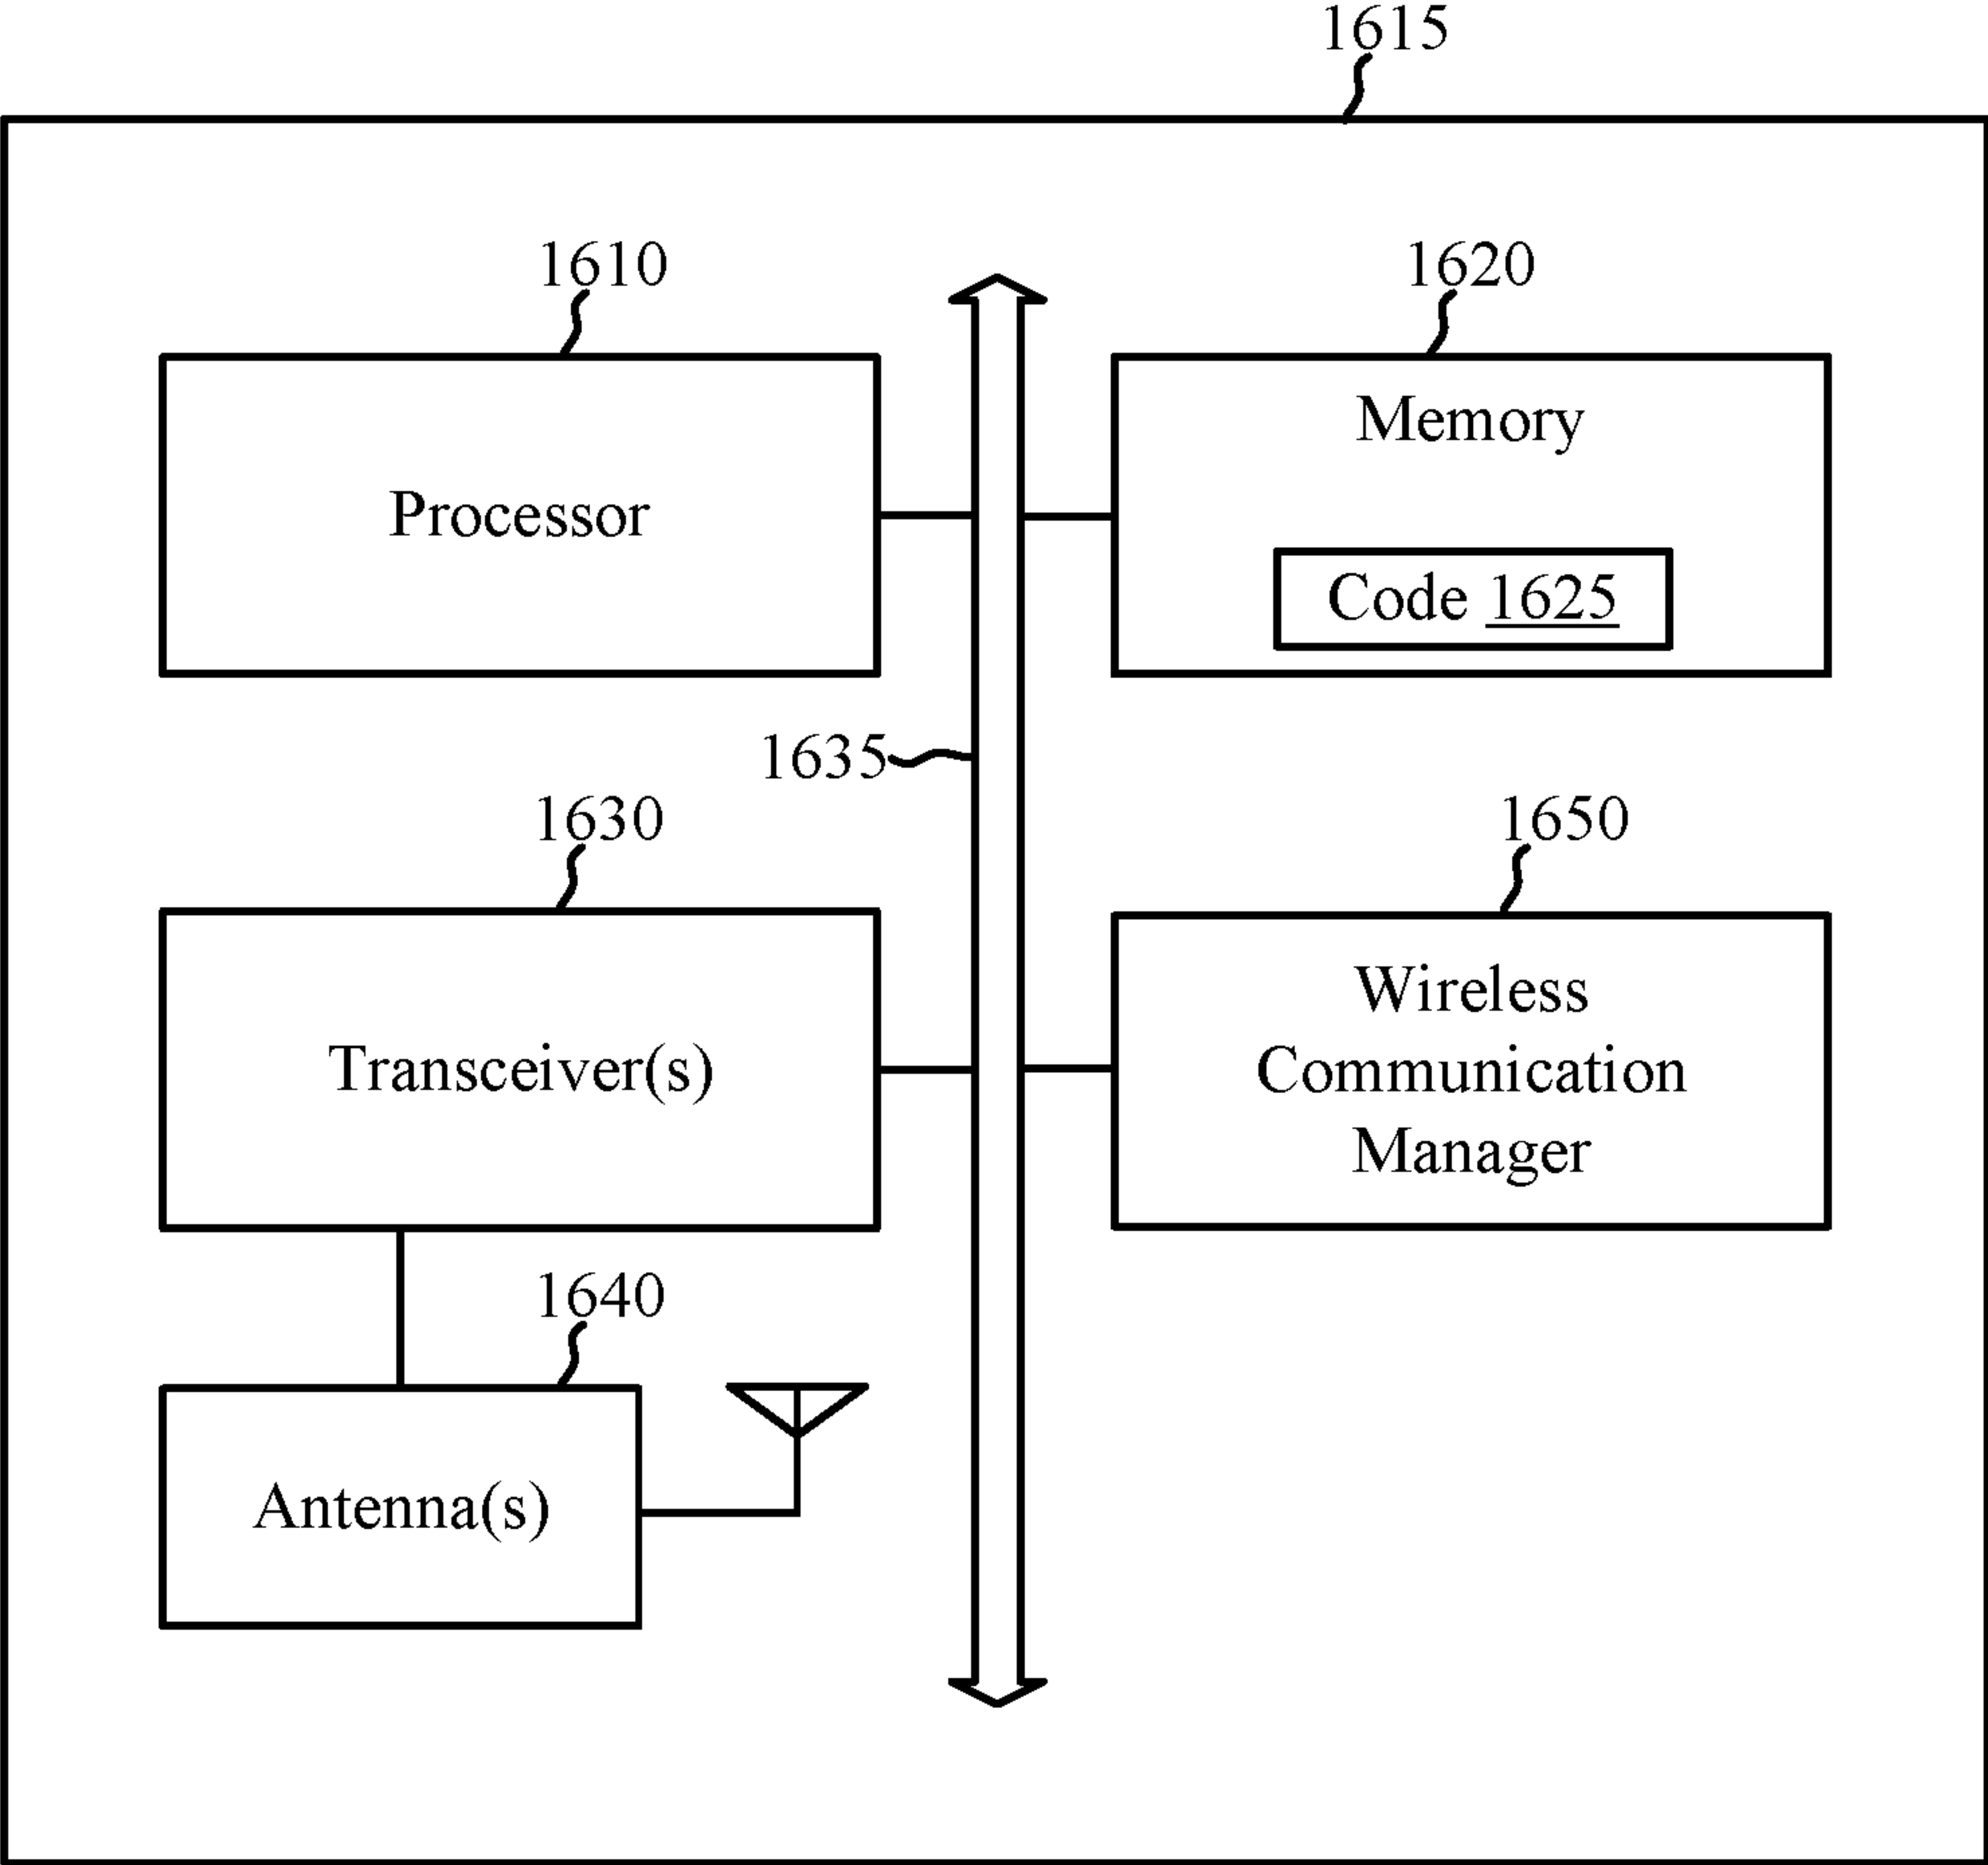 1615
1610
1620
Processor
Memory
Code 1625
1635
1630
1650
Transceiver(s)
Wireless
Communication
Manager
1640
Antenna(s)